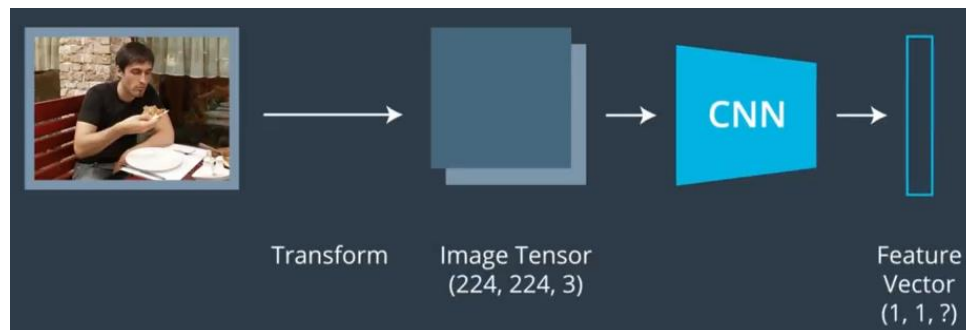 CNN
Transform
Image Tensor
(224, 224, 3)
Feature
Vector
(1, 1, ?)